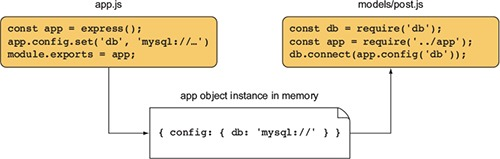 app.js
const app = express();
app.config.set('db', 'mysql://…')
module.exports = app;
models/post.js
const db = require('db');
const app = require('../app');
db.connect(app.config('db'));
app object instance in memory
{ config: { db: 'mysql://' } }